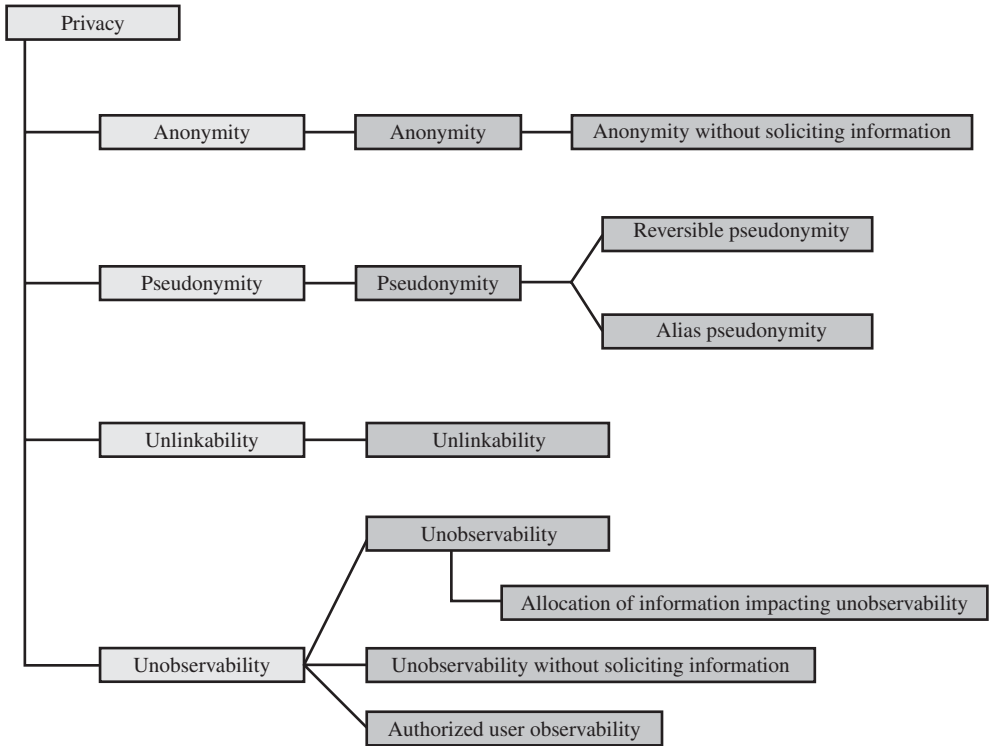 Privacy
Anonymity
Anonymity
Anonymity without soliciting information
Reversible pseudonymity
Pseudonymity
Pseudonymity
Alias pseudonymity
Unlinkability
Unlinkability
Unobservability
Allocation of information impacting unobservability
Unobservability
Unobservability without soliciting information
Authorized user observability